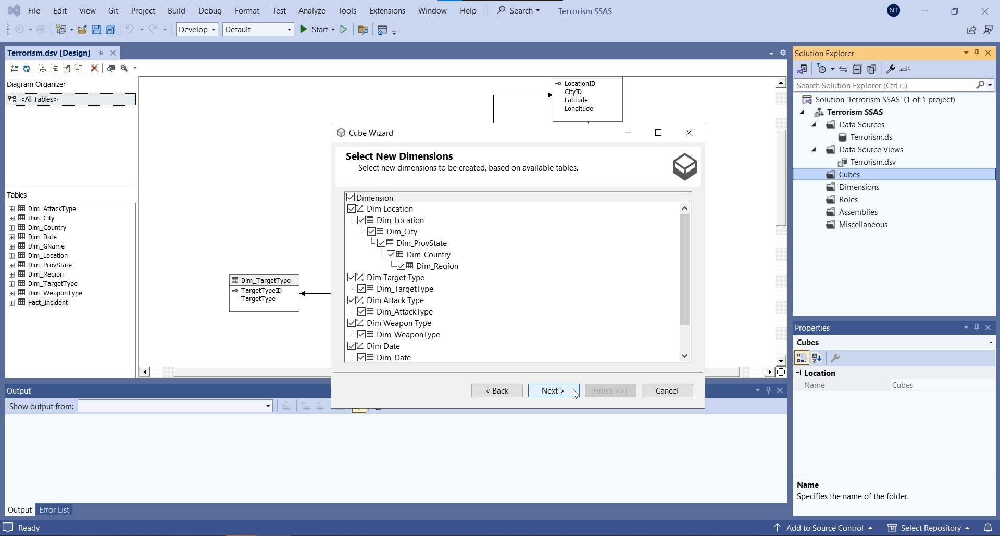 File Edit View Git Project Build Debug Format Test Analyze Tools Extensions Window Help Search Terrorism SSAS NT
Develop Default Start
Terrorism.dsv [Design]
Diagram Organizer
<All Tables>
Tables
Dim_AttackType
Dim_City
Dim_Country
Dim_Date
Dim_GName
Dim_Location
Dim_ProvState
Dim_Region
Dim_TargetType
Dim_WeaponType
Fact_Incident
LocationID
CityID
Latitude
Longitude
Dim_TargetType
TargetTypeID
TargetType
Cube Wizard
Select New Dimensions
Select new dimensions to be created, based on available tables.
Dimension
Dim Location
Dim_Location
Dim_City
Dim_ProvState
Dim_Country
Dim_Region
Dim Target Type
Dim_TargetType
Dim Attack Type
Dim_AttackType
Dim Weapon Type
Dim_WeaponType
Dim Date
Dim_Date
< Back Next > Finish >>| Cancel
Solution Explorer
Search Solution Explorer (Ctrl+;)
Solution 'Terrorism SSAS' (1 of 1 project)
Terrorism SSAS
Data Sources
Terrorism.ds
Data Source Views
Terrorism.dsv
Cubes
Dimensions
Roles
Assemblies
Miscellaneous
Properties
Cubes
Location
Name Cubes
Name
Specifies the name of the folder.
Output
Show output from:
Output Error List
Ready Add to Source Control Select Repository